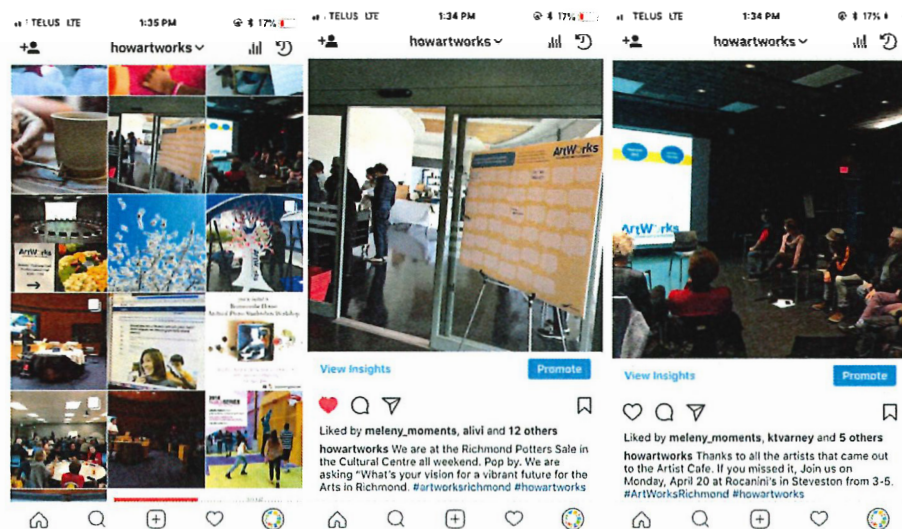 TELUS LTE 1:35 PM 17%
howartworks
ArtWorks
ArtWorks
TELUS LTE 1:34 PM 17%
howartworks
ArtWorks
View Insights Promote
Liked by meleny_moments, alivi and 12 others
howartworks We are at the Richmond Potters Sale in
the Cultural Centre all weekend. Pop by. We are
asking "What's your vision for a vibrant future for the
Arts in Richmond. #artworksrichmond #howartworks
TELUS LTE 1:34 PM 17%
howartworks
ArtWorks
View Insights Promote
Liked by meleny_moments, ktvarney and 5 others
howartworks Thanks to all the artists that came out
to the Artist Cafe. If you missed it, Join us on
Monday, April 20 at Rocanini's in Steveston from 3-5.
#ArtWorksRichmond #howartworks